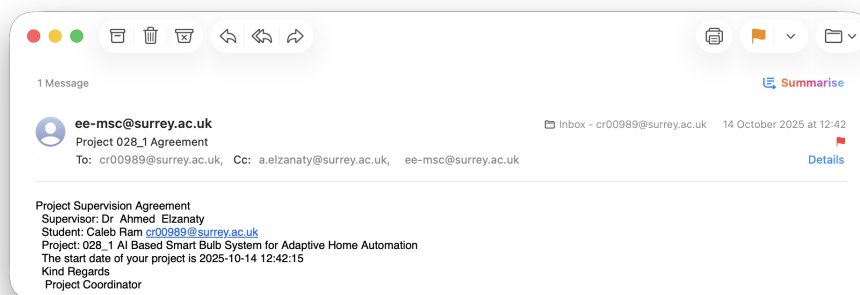 1 Message
Summarise
ee-msc@surrey.ac.uk
Inbox - cr00989@surrey.ac.uk 14 October 2025 at 12:42
Project 028_1 Agreement
To: cr00989@surrey.ac.uk, Cc: a.elzanaty@surrey.ac.uk, ee-msc@surrey.ac.uk
Details
Project Supervision Agreement
Supervisor: Dr Ahmed Elzanaty
Student: Caleb Ram cr00989@surrey.ac.uk
Project: 028_1 AI Based Smart Bulb System for Adaptive Home Automation
The start date of your project is 2025-10-14 12:42:15
Kind Regards
Project Coordinator